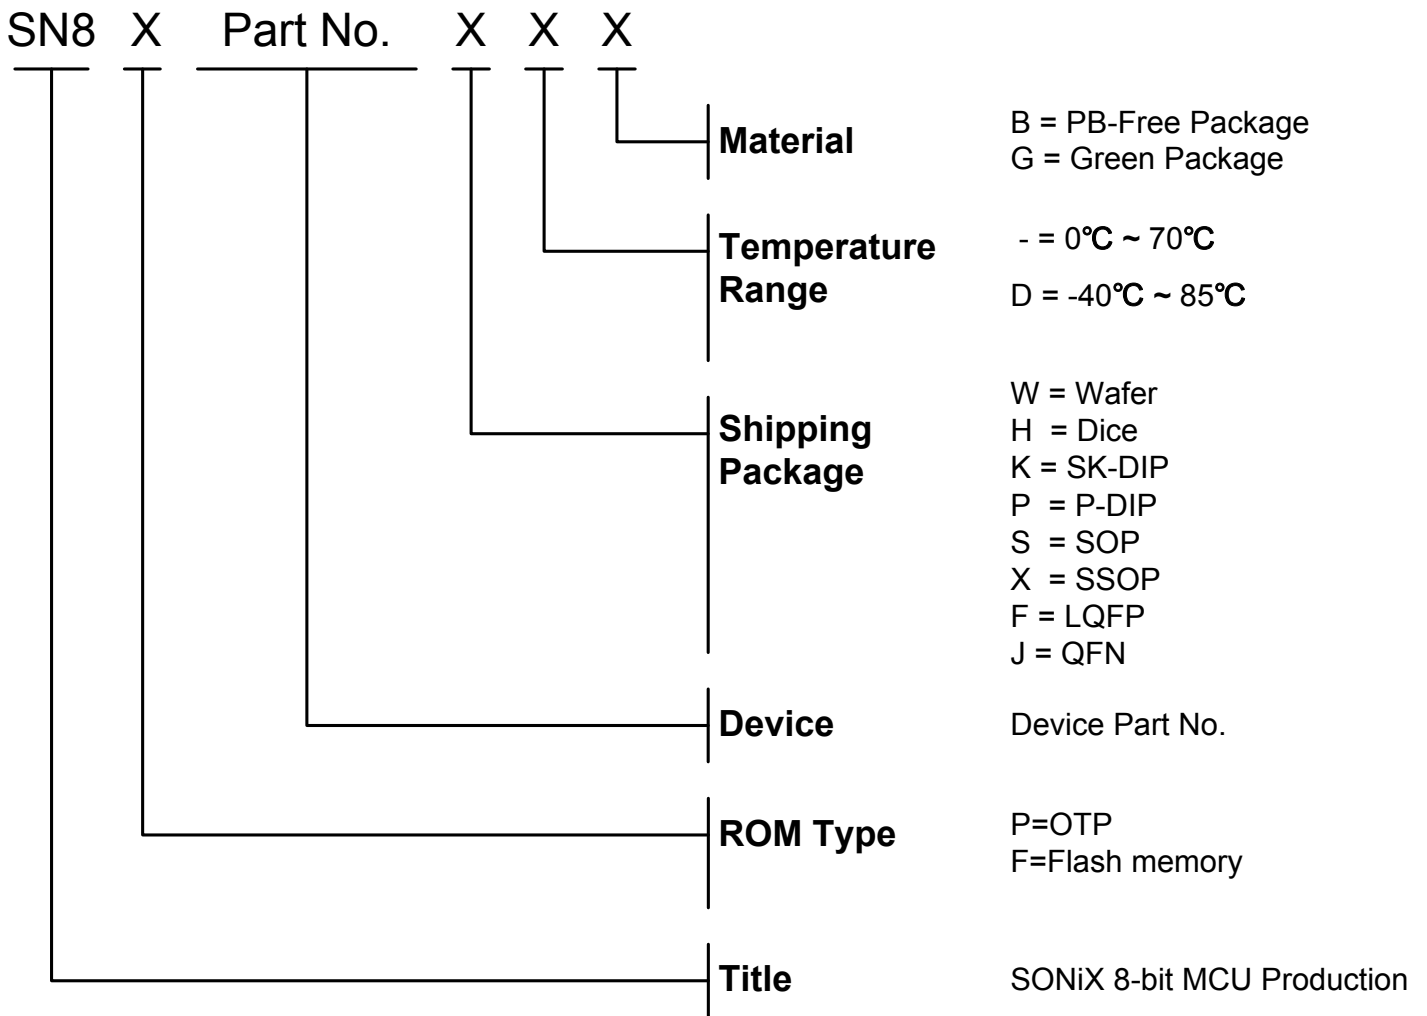 SN8 X Part No. X X X
Material
B = PB-Free Package
G = Green Package
Temperature
Range
- = 0℃ ~ 70℃
D = -40℃ ~ 85℃
Shipping
Package
W = Wafer
H = Dice
K = SK-DIP
P = P-DIP
S = SOP
X = SSOP
F = LQFP
J = QFN
Device
Device Part No.
ROM Type
P=OTP
F=Flash memory
Title
SONiX 8-bit MCU Production